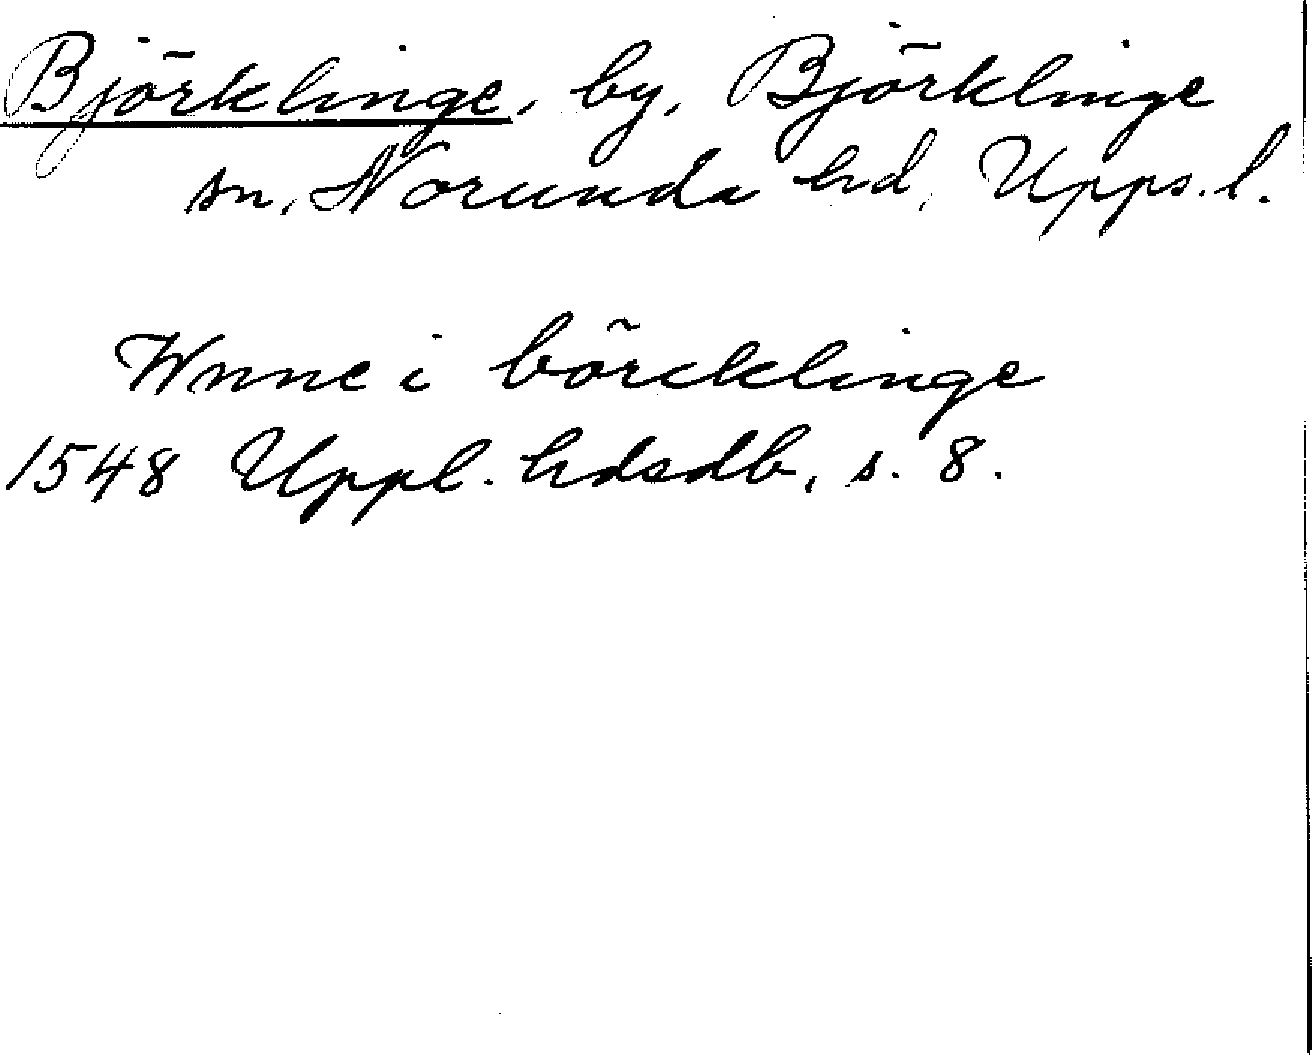 Björklinge, by, Björklinge
sn, Norunda hd, Upps. l.
Wnne i börcklinge
1548 Uppl. hdsdb, s. 8.